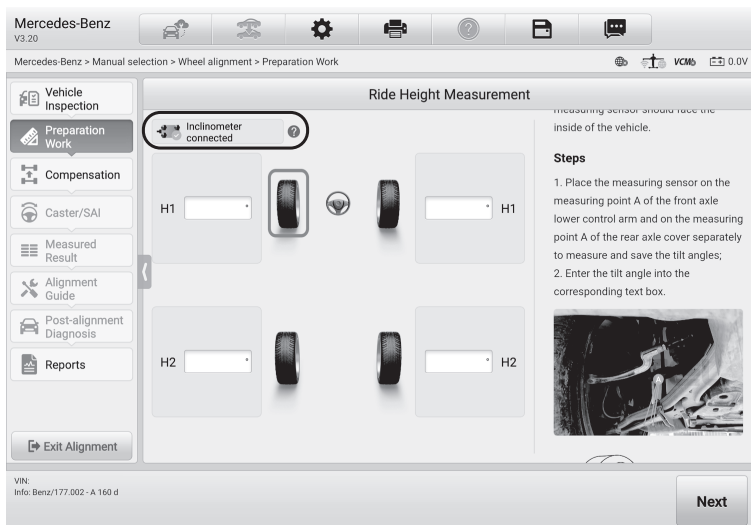 Mercedes-Benz
V3.20
Mercedes-Benz > Manual selection > Wheel alignment > Preparation Work
VCMID 0.0V
Vehicle
Inspection
Preparation
Work
Compensation
Caster/SAI
Measured
Result
Alignment
Guide
Post-alignment
Diagnosis
Reports
Exit Alignment
Ride Height Measurement
Inclinometer
connected
?
H1 °
° H1
H2 °
° H2
inside of the vehicle.
Steps
1. Place the measuring sensor on the
measuring point A of the front axle
lower control arm and on the measuring
point A of the rear axle cover separately
to measure and save the tilt angles;
2. Enter the tilt angle into the
corresponding text box.
VIN:
Info: Benz/177.002 - A 160 d
Next